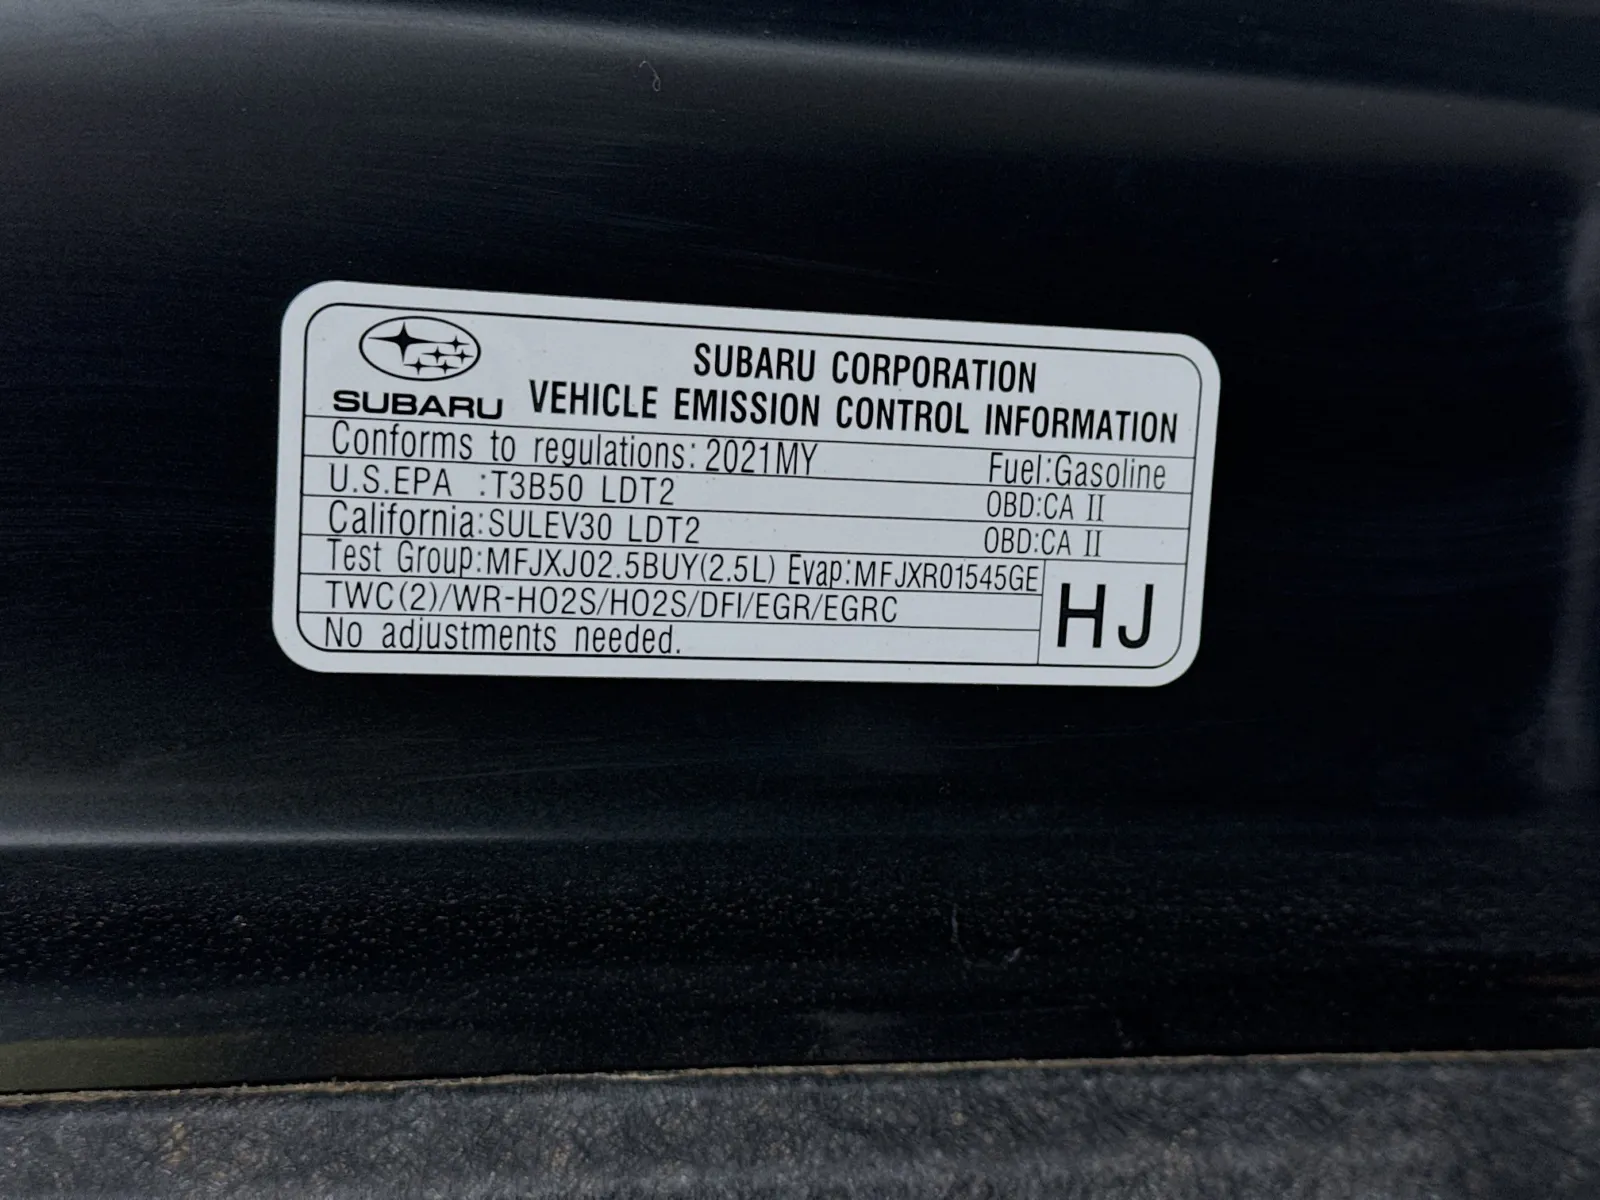 SUBARU CORPORATION
SUBARU VEHICLE EMISSION CONTROL INFORMATION
Conforms to regulations: 2021MY Fuel:Gasoline
U.S.EPA :T3B50 LDT2 OBD:CA II
California:SULEV30 LDT2 OBD:CA II
Test Group:MFJXJ02.5BUY(2.5L) Evap:MFJXR01545GE
TWC(2)/WR-HO2S/HO2S/DFI/EGR/EGRC
HJ
No adjustments needed.